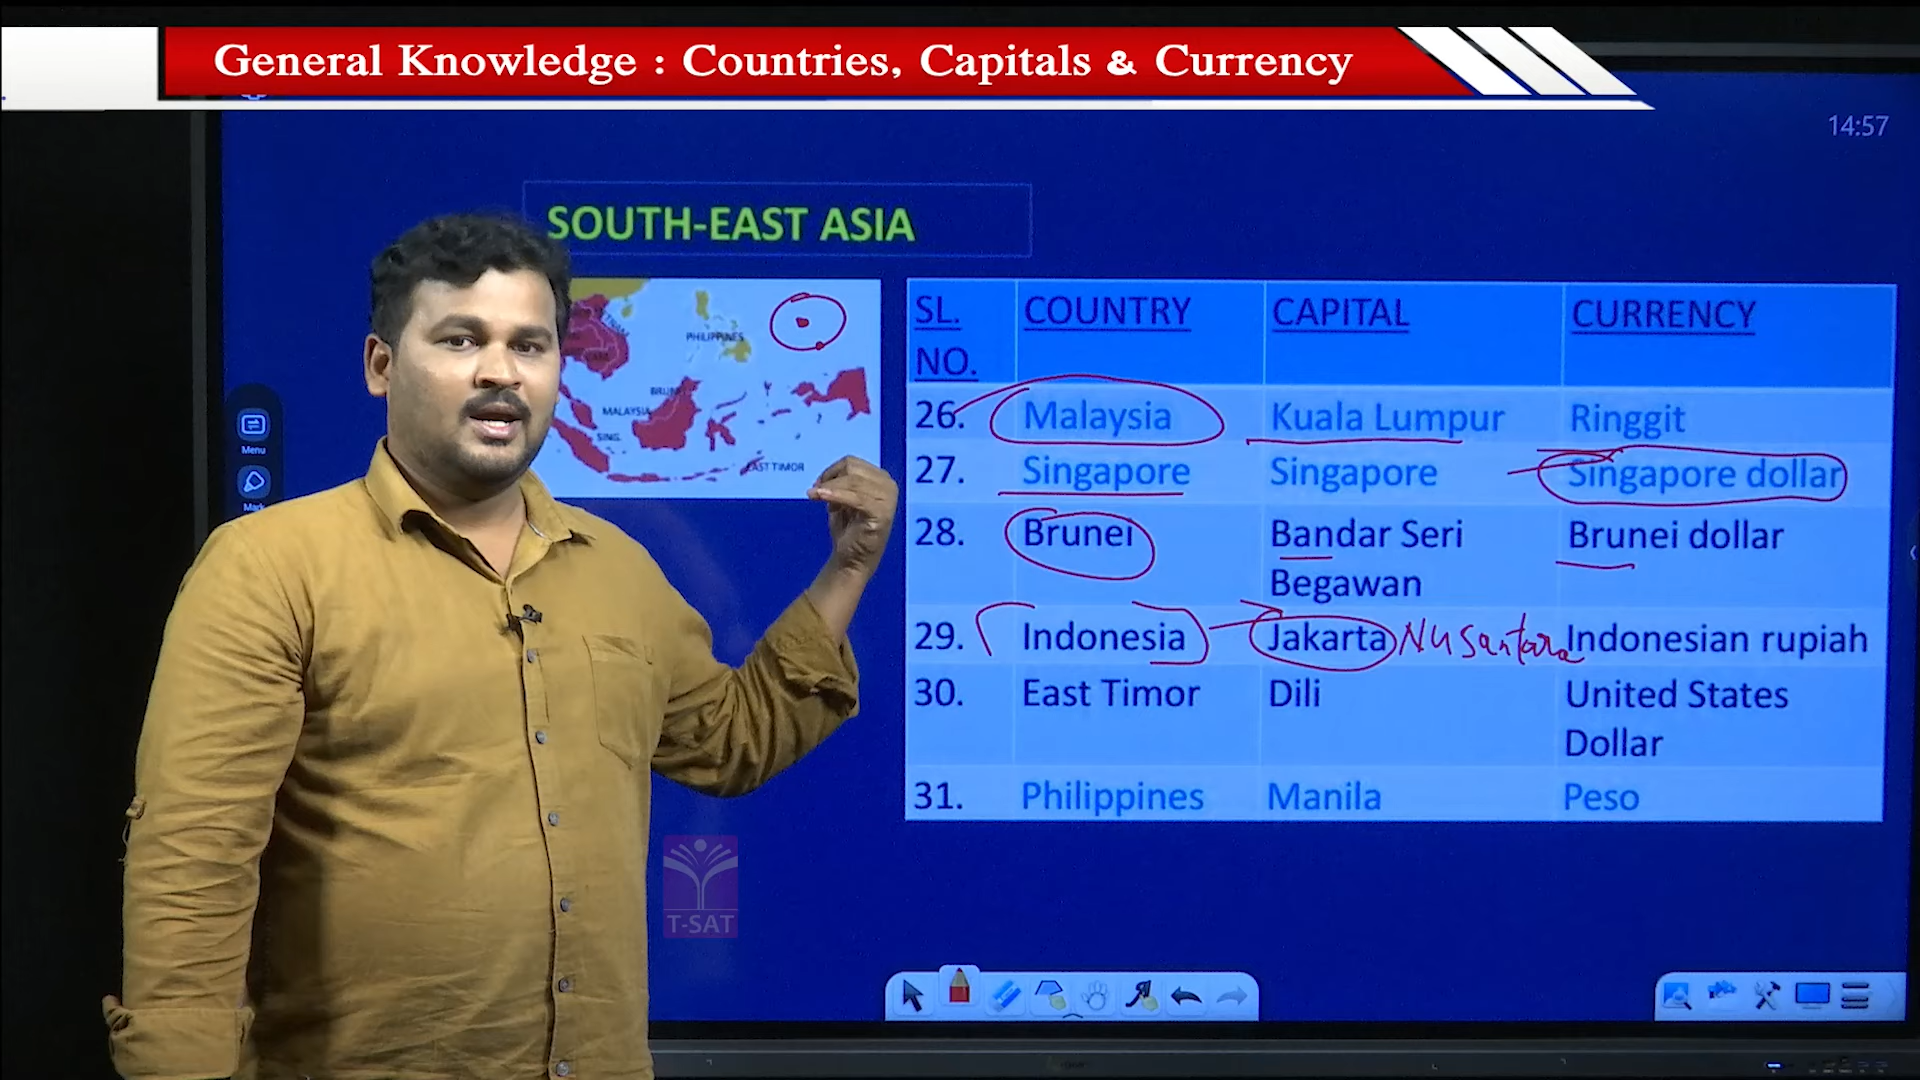 General Knowledge : Countries, Capitals & Currency
14:57
SOUTH-EAST ASIA
PHILIPPINES
BRUNEI
MALAYSIA
SING.
EAST TIMOR
Menu
Mark
SL. NO. COUNTRY CAPITAL CURRENCY
26. Malaysia Kuala Lumpur Ringgit
27. Singapore Singapore Singapore dollar
28. Brunei Bandar Seri Begawan Brunei dollar
29. Indonesia Jakarta Nusantara Indonesian rupiah
30. East Timor Dili United States Dollar
31. Philippines Manila Peso
T-SAT